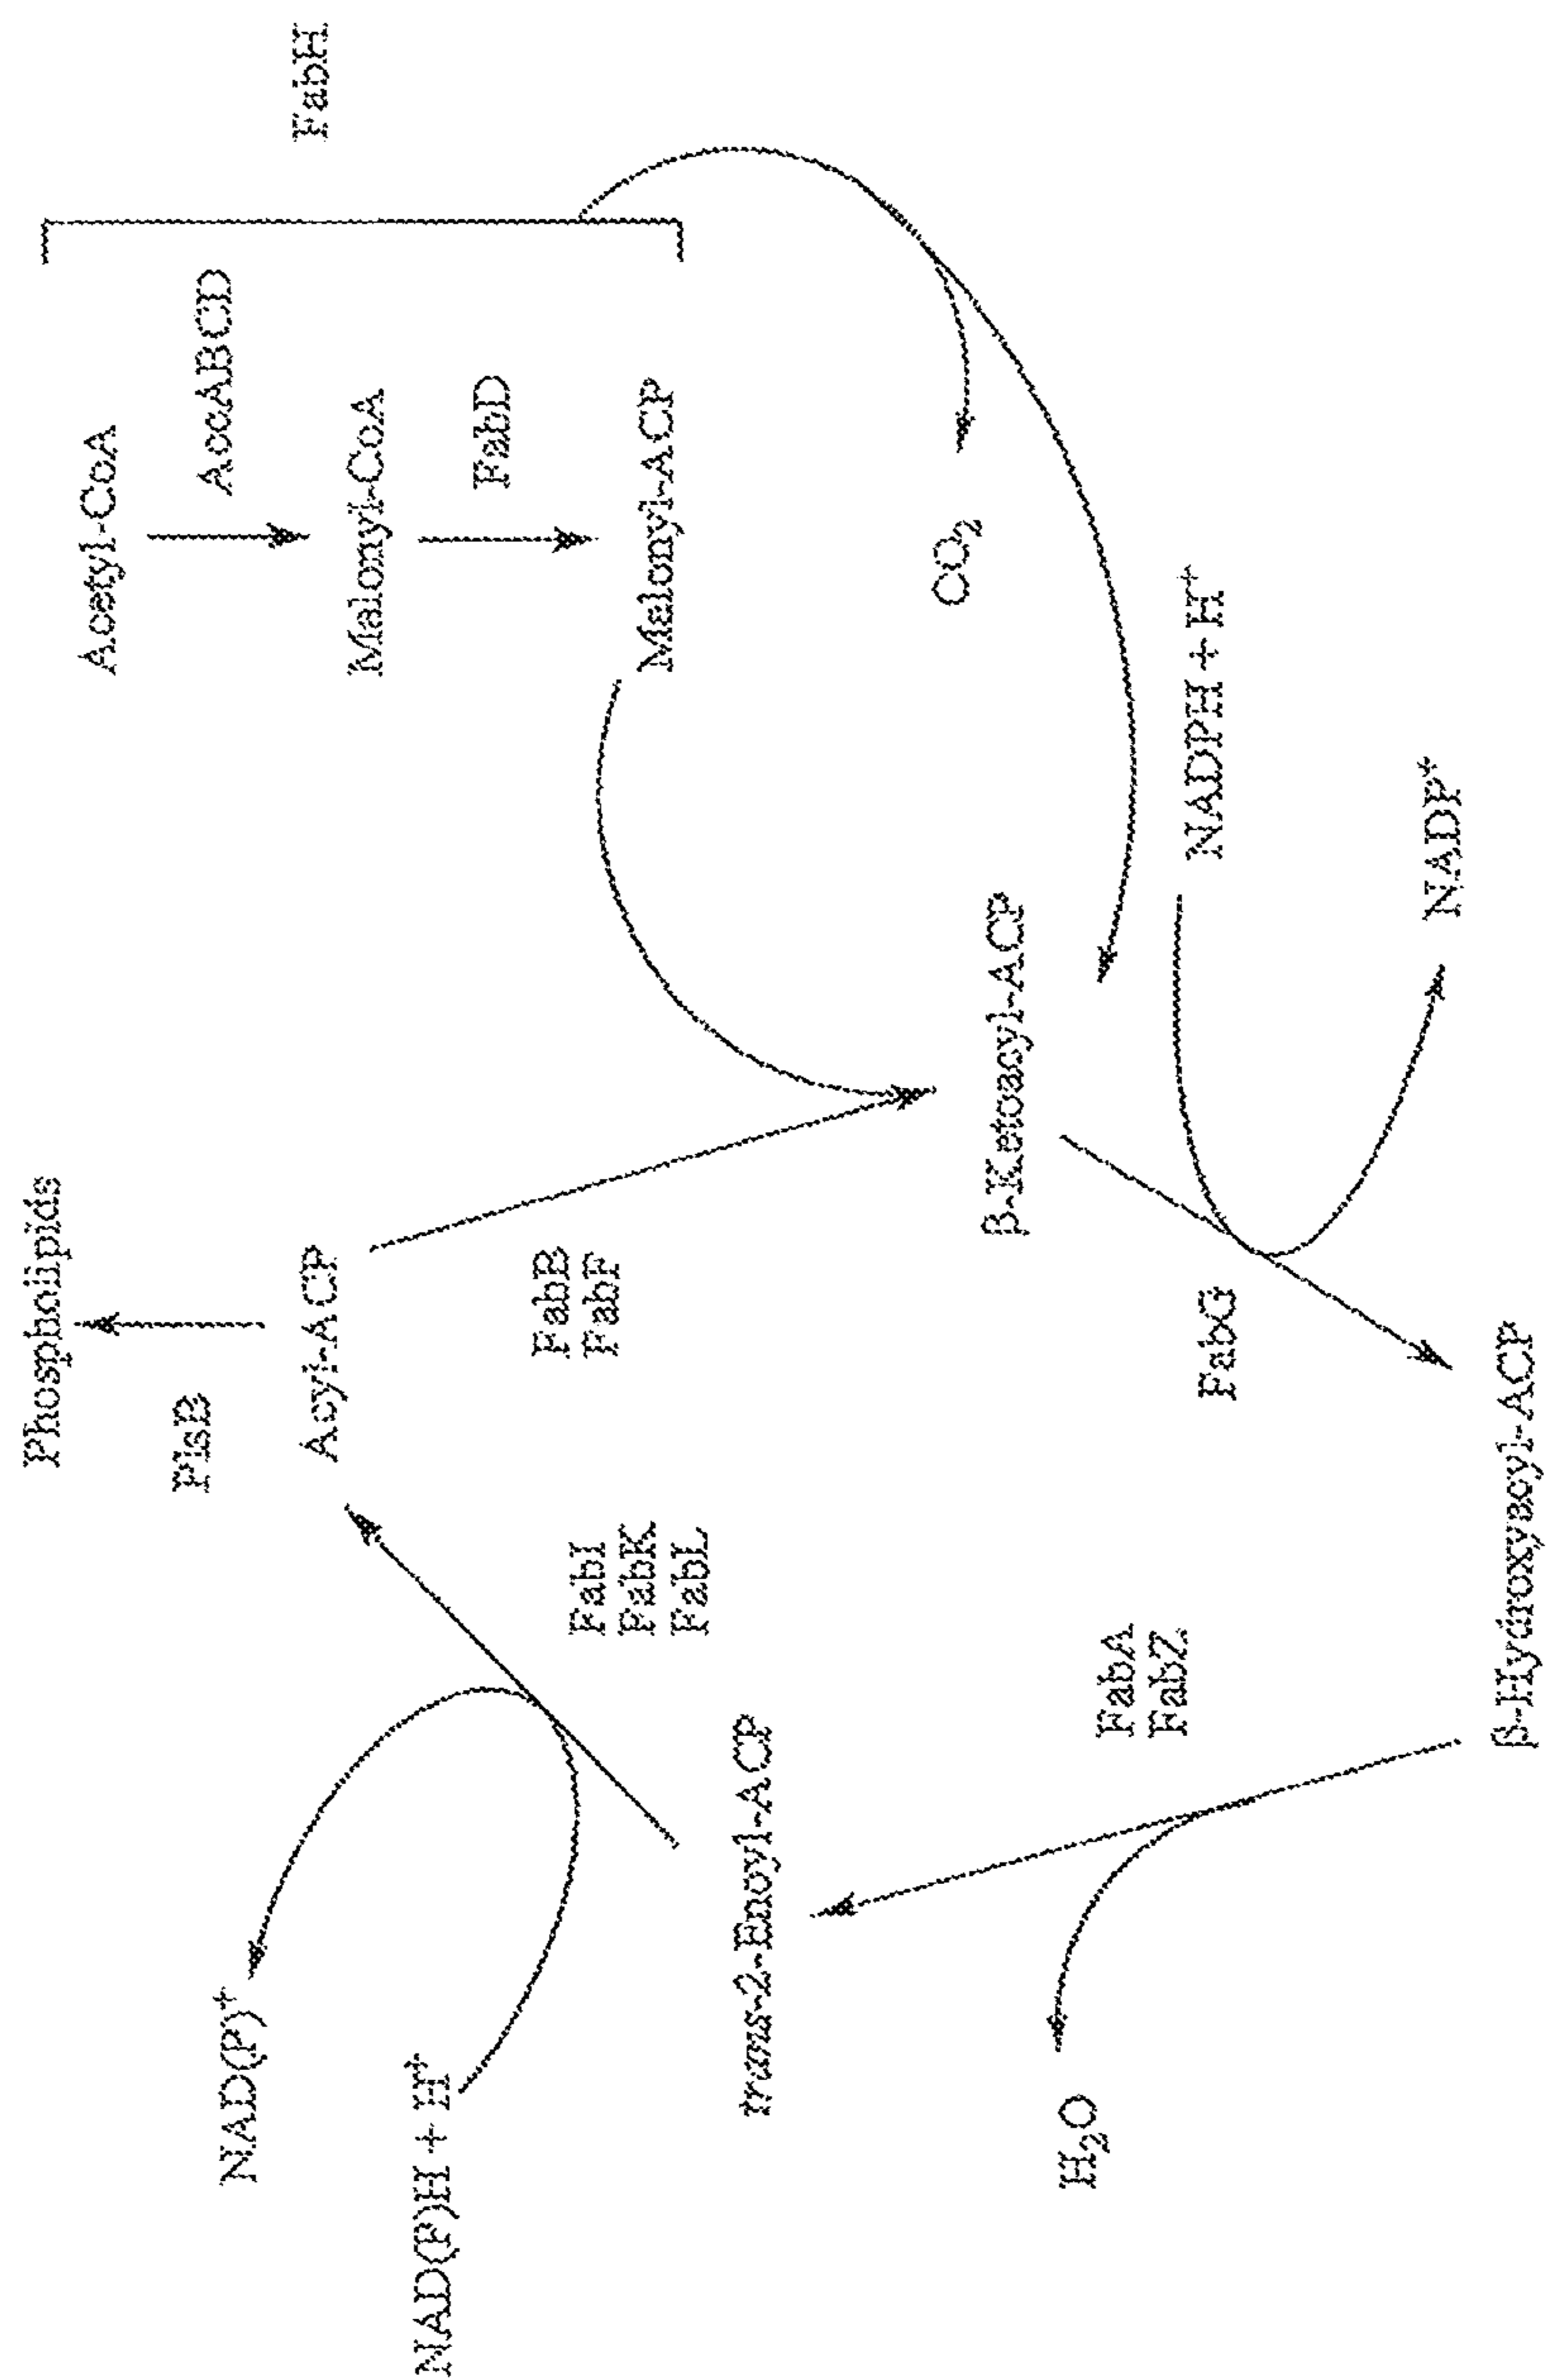 Phospholipids
PlsB
Acyl-ACP
Acetyl-CoA
AccABCD
Malonyl-CoA
FabD
Malonyl-ACP
FabH
NAD(P)⁺
NAD(P)H + H⁺
FabI
FabK
FabL
FabB
FabF
trans-2-Enoyl-ACP
CO₂
β-Ketoacyl-ACP
H₂O
FabA
FabZ
FabG
NADPH + H⁺
NADP⁺
β-Hydroxyacyl-ACP